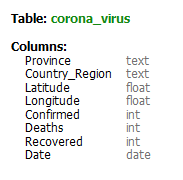 Table: corona_virus
Columns:
Province text
Country_Region text
Latitude float
Longitude float
Confirmed int
Deaths int
Recovered int
Date date